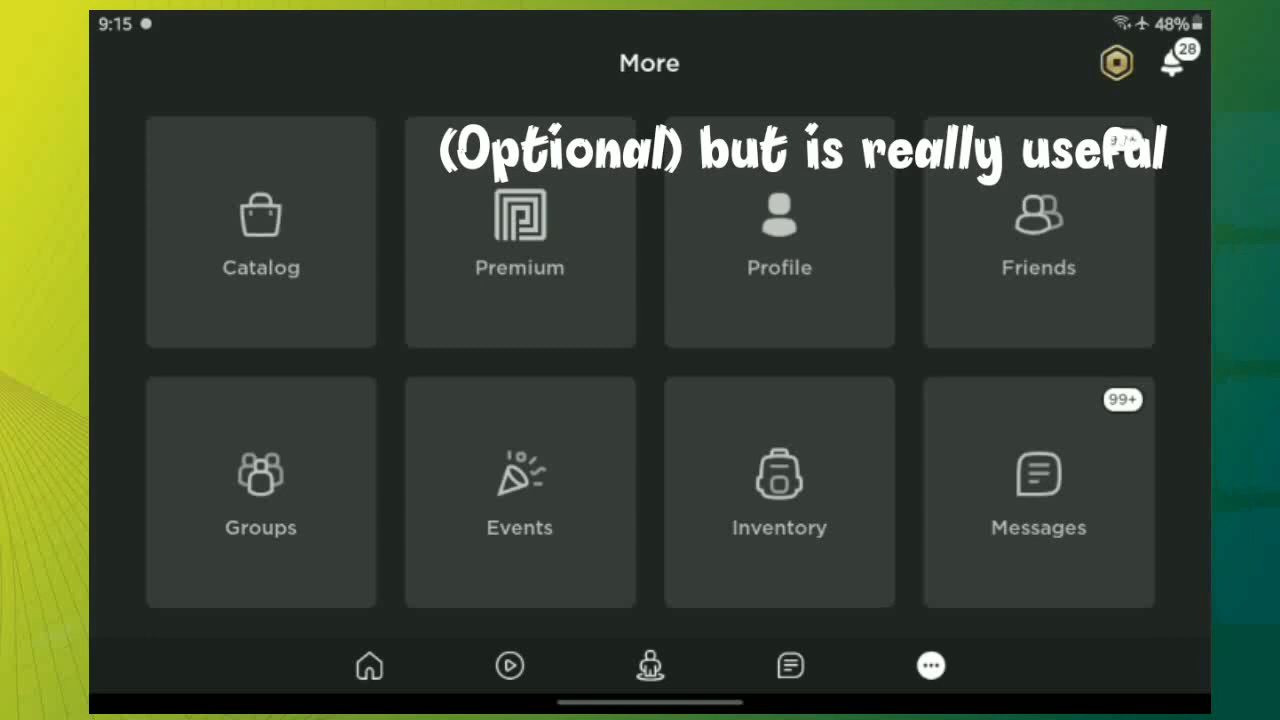 9:15
48%
More
28
(Optional) but is really useful
Catalog
Premium
Profile
Friends
99+
Groups
Events
Inventory
Messages